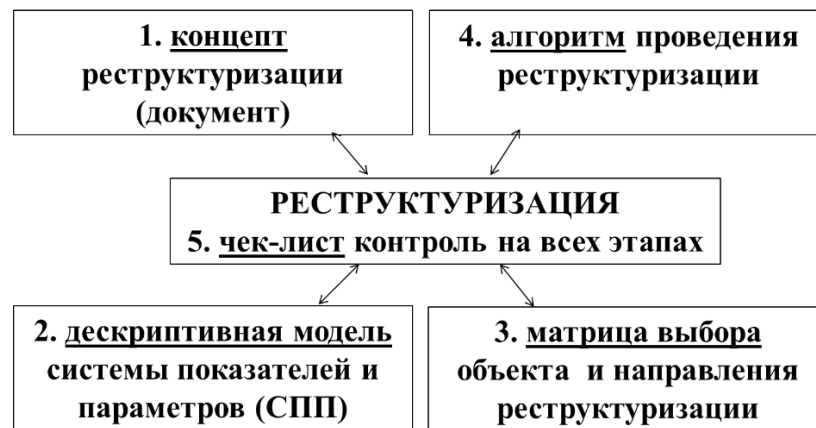 1. концепт
реструктуризации
(документ)
4. алгоритм проведения
реструктуризации
РЕСТРУКТУРИЗАЦИЯ
5. чек-лист контроль на всех этапах
2. дескриптивная модель
системы показателей и
параметров (СПП)
3. матрица выбора
объекта и направления
реструктуризации